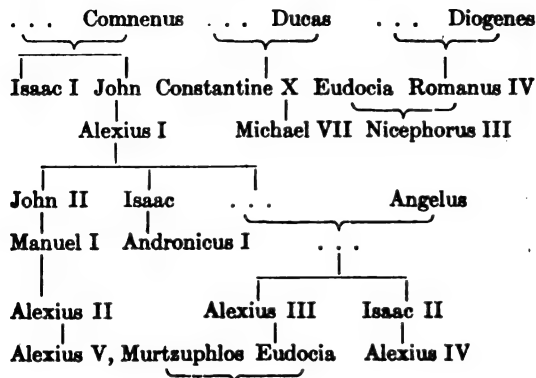 . . . Comnenus . . . Ducas . . . Diogenes
Isaac I John Constantine X Eudocia Romanus IV
Alexius I Michael VII Nicephorus III
John II Isaac . . . Angelus
Manuel I Andronicus I . . .
Alexius II Alexius III Isaac II
Alexius V, Murtzuphlos Eudocia Alexius IV